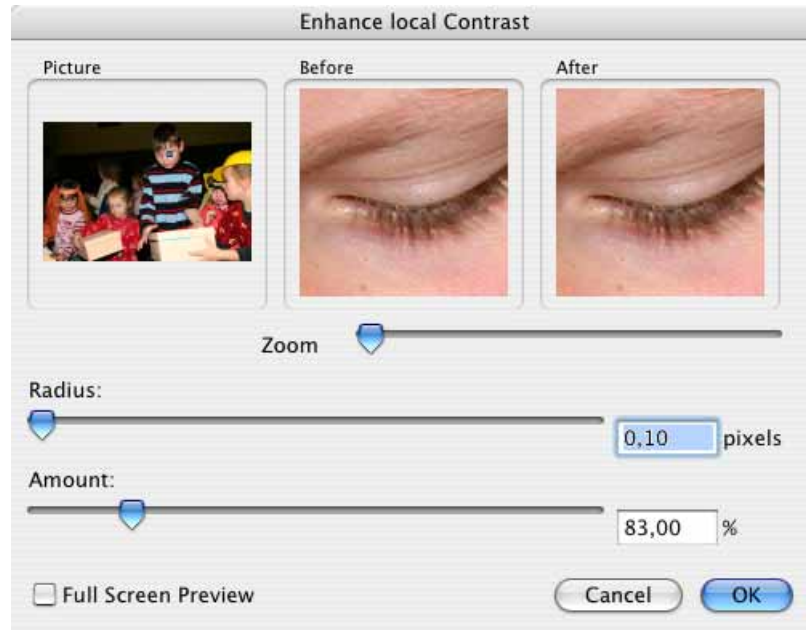 Enhance local Contrast
Picture Before After
Zoom
Radius:
0,10 pixels
Amount:
83,00 %
Full Screen Preview Cancel OK